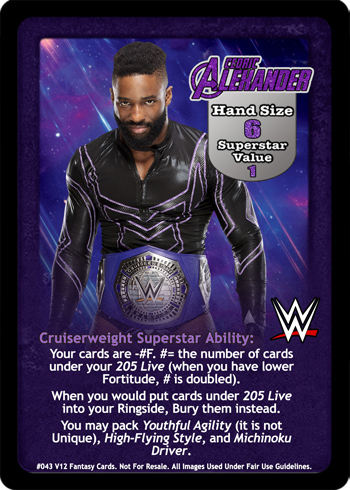 CEDRIC
ALEXANDER
Hand Size
6
Superstar
Value
1
W
W
Cruiserweight Superstar Ability:
Your cards are -#F. #= the number of cards
under your 205 Live (when you have lower
Fortitude, # is doubled).
When you would put cards under 205 Live
into your Ringside, Bury them instead.
You may pack Youthful Agility (it is not
Unique), High-Flying Style, and Michinoku
Driver.
#043 V12 Fantasy Cards. Not For Resale. All Images Used Under Fair Use Guidelines.